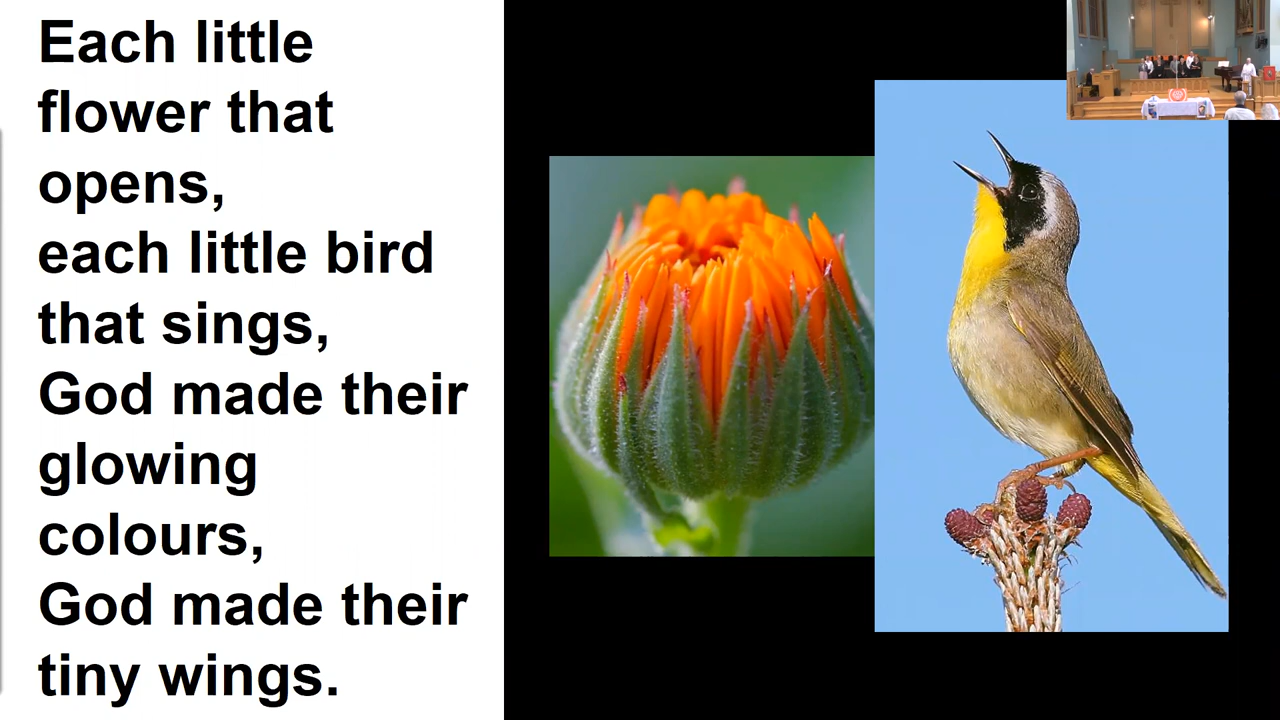 Each little
flower that
opens,
each little bird
that sings,
God made their
glowing
colours,
God made their
tiny wings.